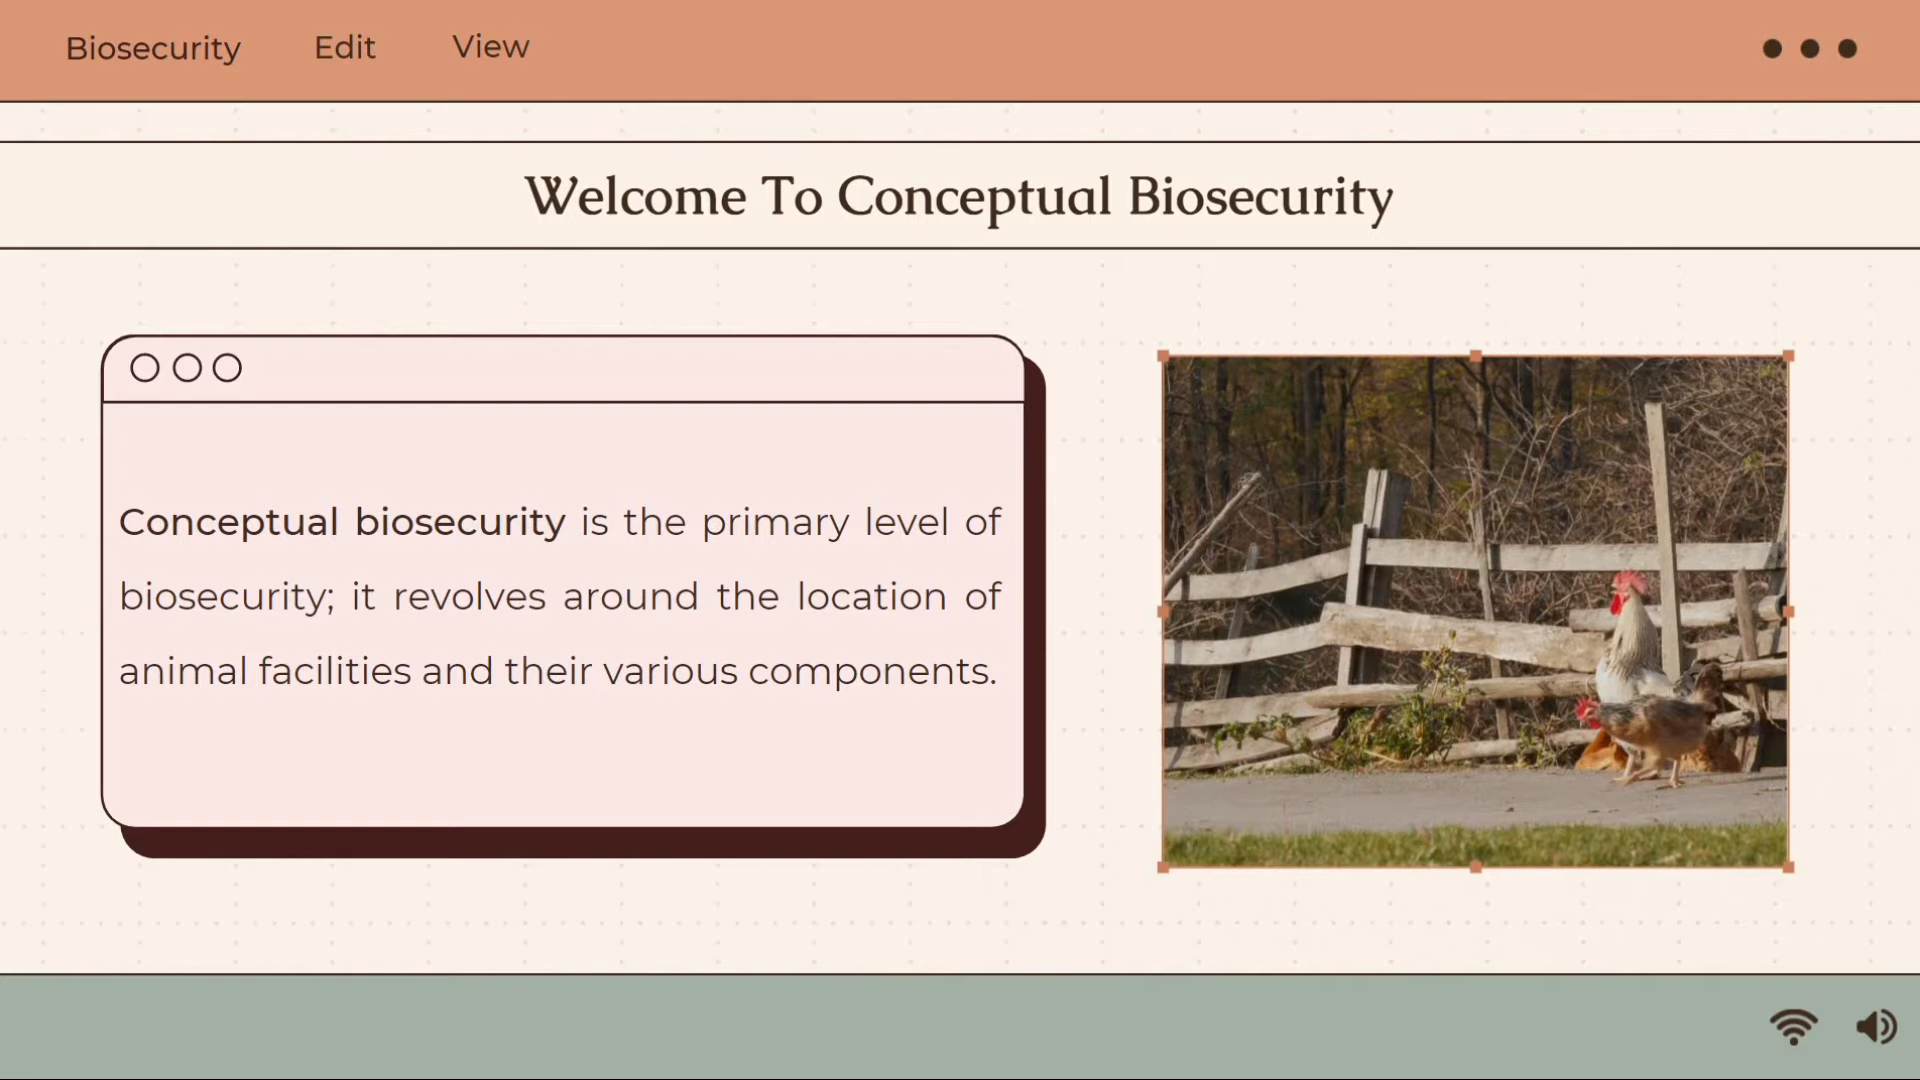 Biosecurity Edit View
Welcome To Conceptual Biosecurity
Conceptual biosecurity is the primary level of
biosecurity; it revolves around the location of
animal facilities and their various components.